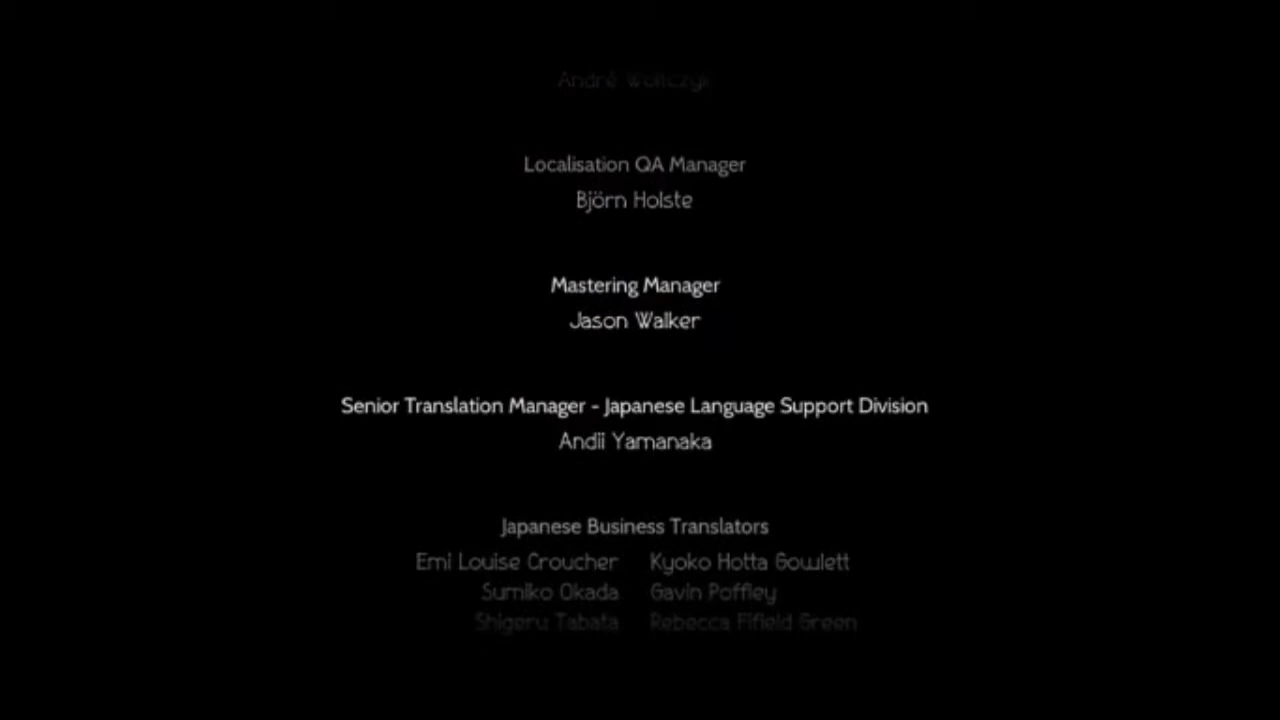 André
Localisation QA Manager
Björn Holste
Mastering Manager
Jason Walker
Senior Translation Manager - Japanese Language Support Division
Andii Yamanaka
Japanese Business Translators
Emi Louise Croucher Kyoko Hotta Gowlett
Sumiko Okada Gavin Poffley
Shigeru Tabata Rebecca Fifield Green